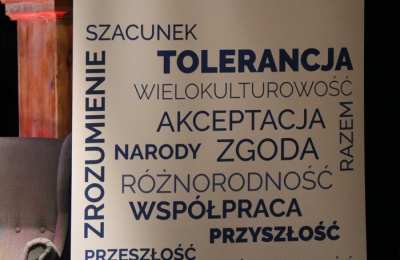 SZACUNEK
TOLERANCJA
WIELOKULTUROWOŚĆ
AKCEPTACJA
NARODY ZGODA
RÓŻNORODNOŚĆ
WSPÓŁPRACA
PRZYSZŁOŚĆ
PRZESZŁOŚĆ
ZROZUMIENIE
RAZEM